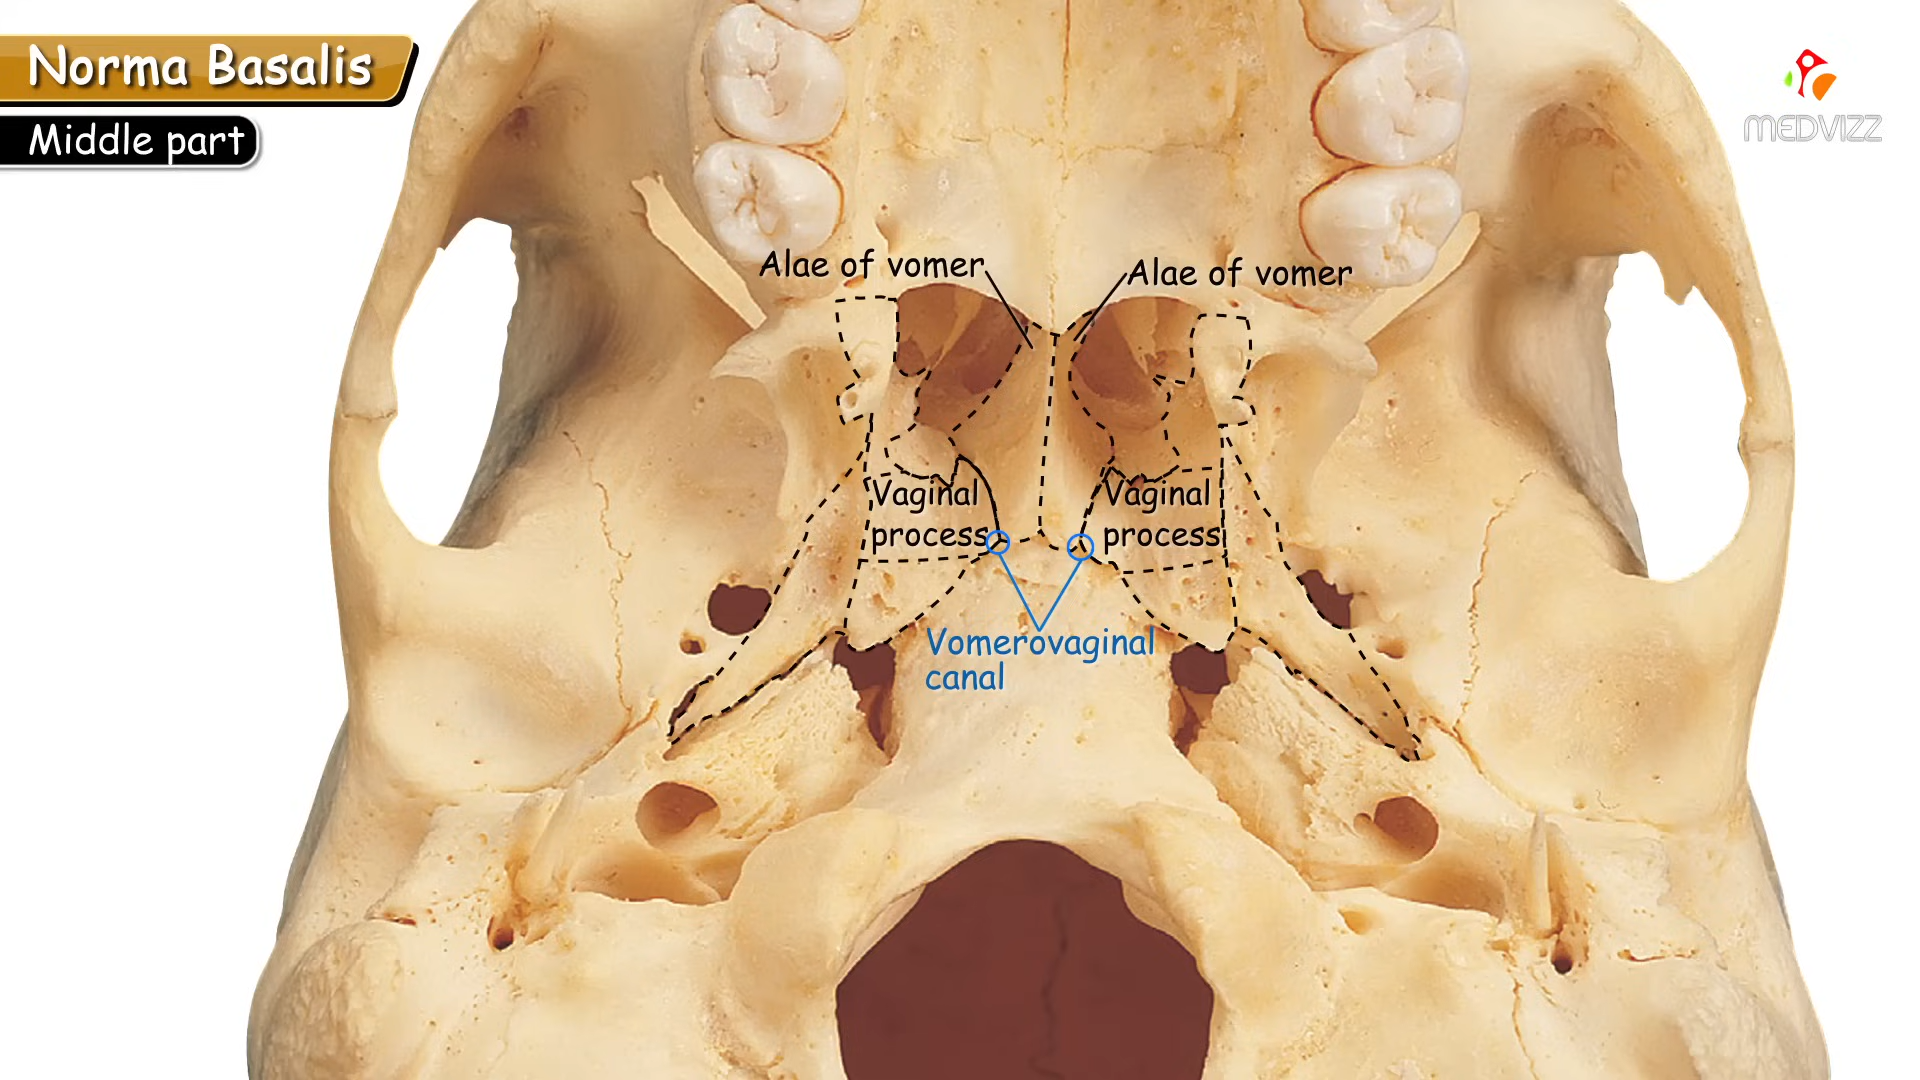 Norma Basalis
Middle part
MEDVIZZ
Alae of vomer
Alae of vomer
Vaginal
process
Vaginal
process
Vomerovaginal
canal